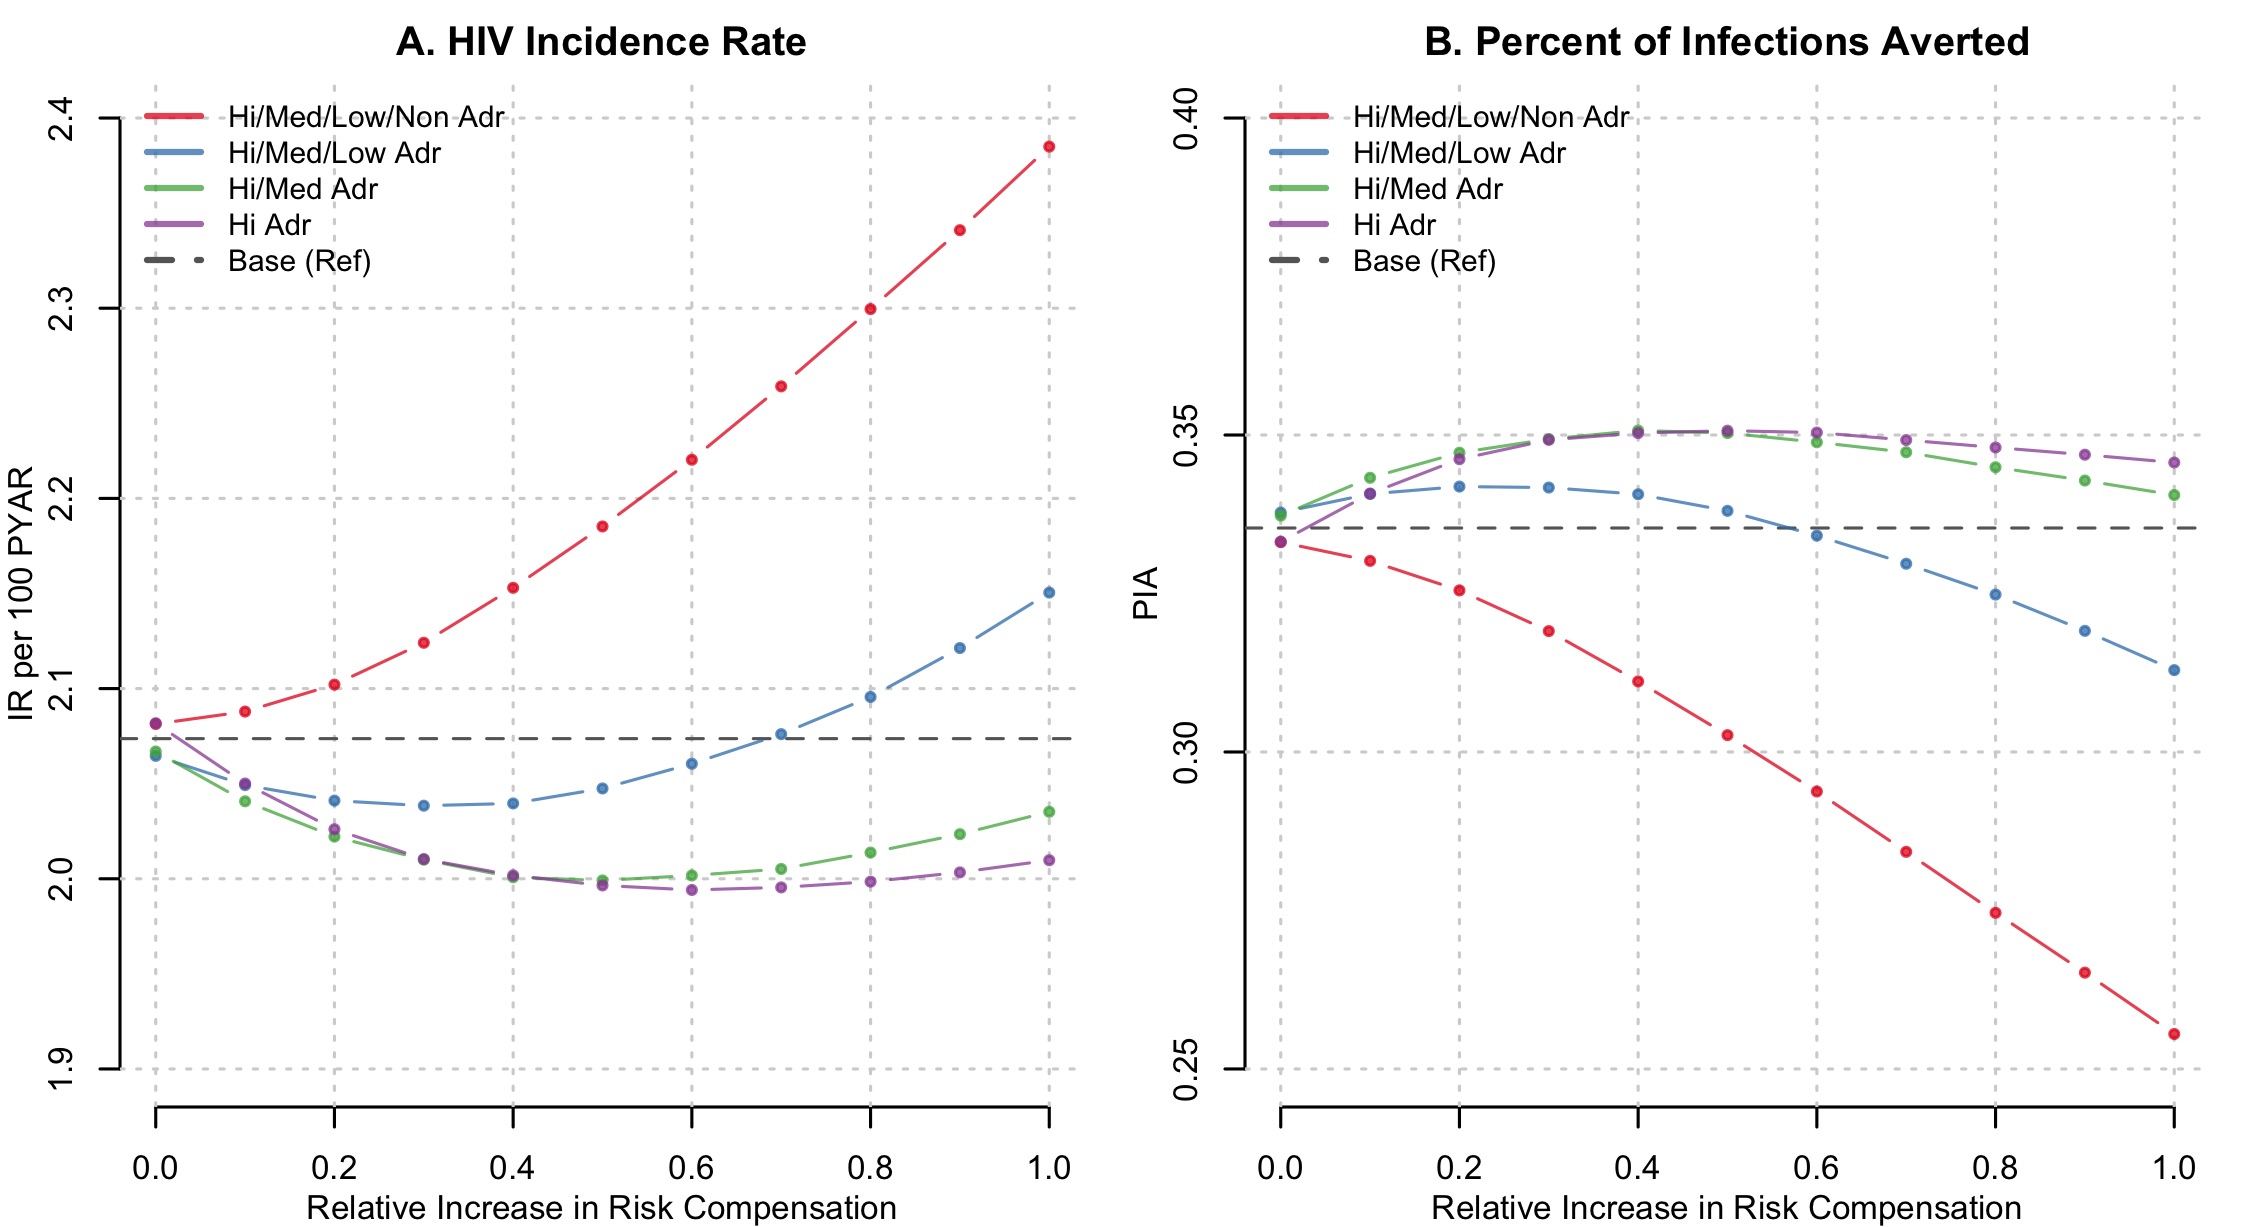 A. HIV Incidence Rate
IR per 100 PYAR
2.4
2.3
2.2
2.1
2.0
1.9
Hi/Med/Low/Non Adr
Hi/Med/Low Adr
Hi/Med Adr
Hi Adr
Base (Ref)
0.0 0.2 0.4 0.6 0.8 1.0
Relative Increase in Risk Compensation
B. Percent of Infections Averted
PIA
0.40
0.35
0.30
0.25
Hi/Med/Low/Non Adr
Hi/Med/Low Adr
Hi/Med Adr
Hi Adr
Base (Ref)
0.0 0.2 0.4 0.6 0.8 1.0
Relative Increase in Risk Compensation